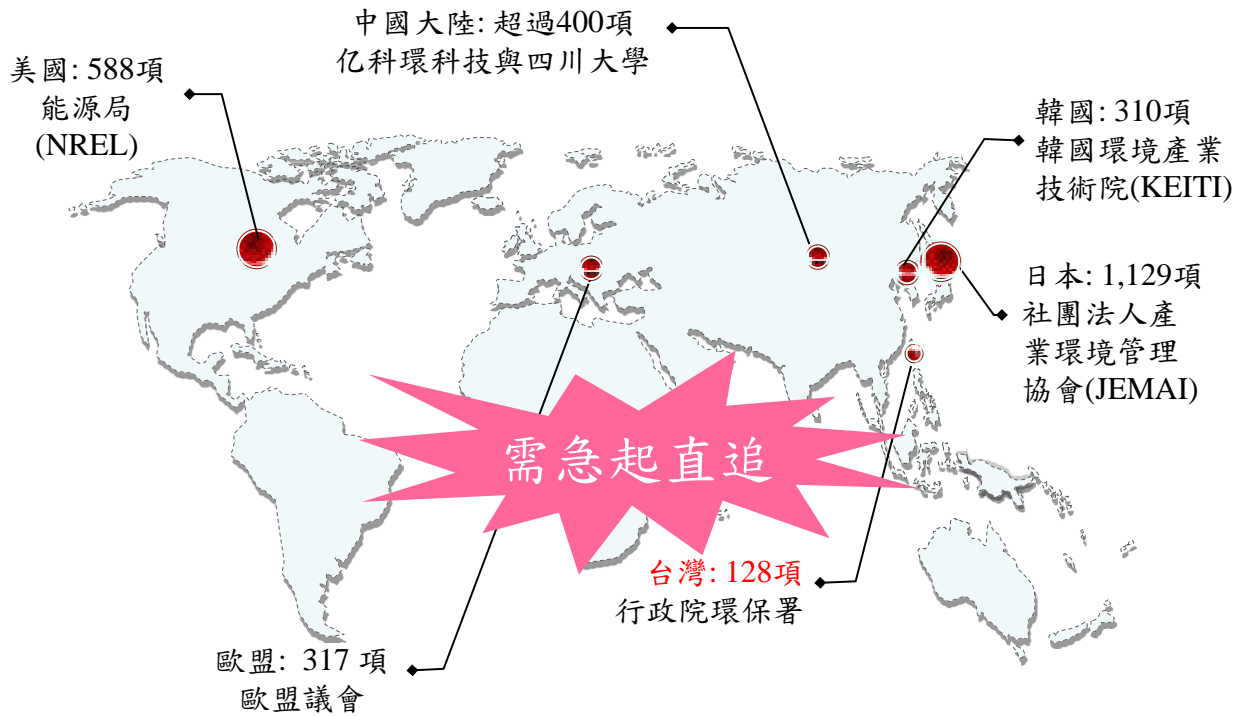 中國大陸: 超過400項
亿科環科技與四川大學
美國: 588項
能源局
(NREL)
韓國: 310項
韓國環境產業
技術院(KEITI)
日本: 1,129項
社團法人產
業環境管理
協會(JEMAI)
需急起直追
台灣: 128項
行政院環保署
歐盟: 317 項
歐盟議會